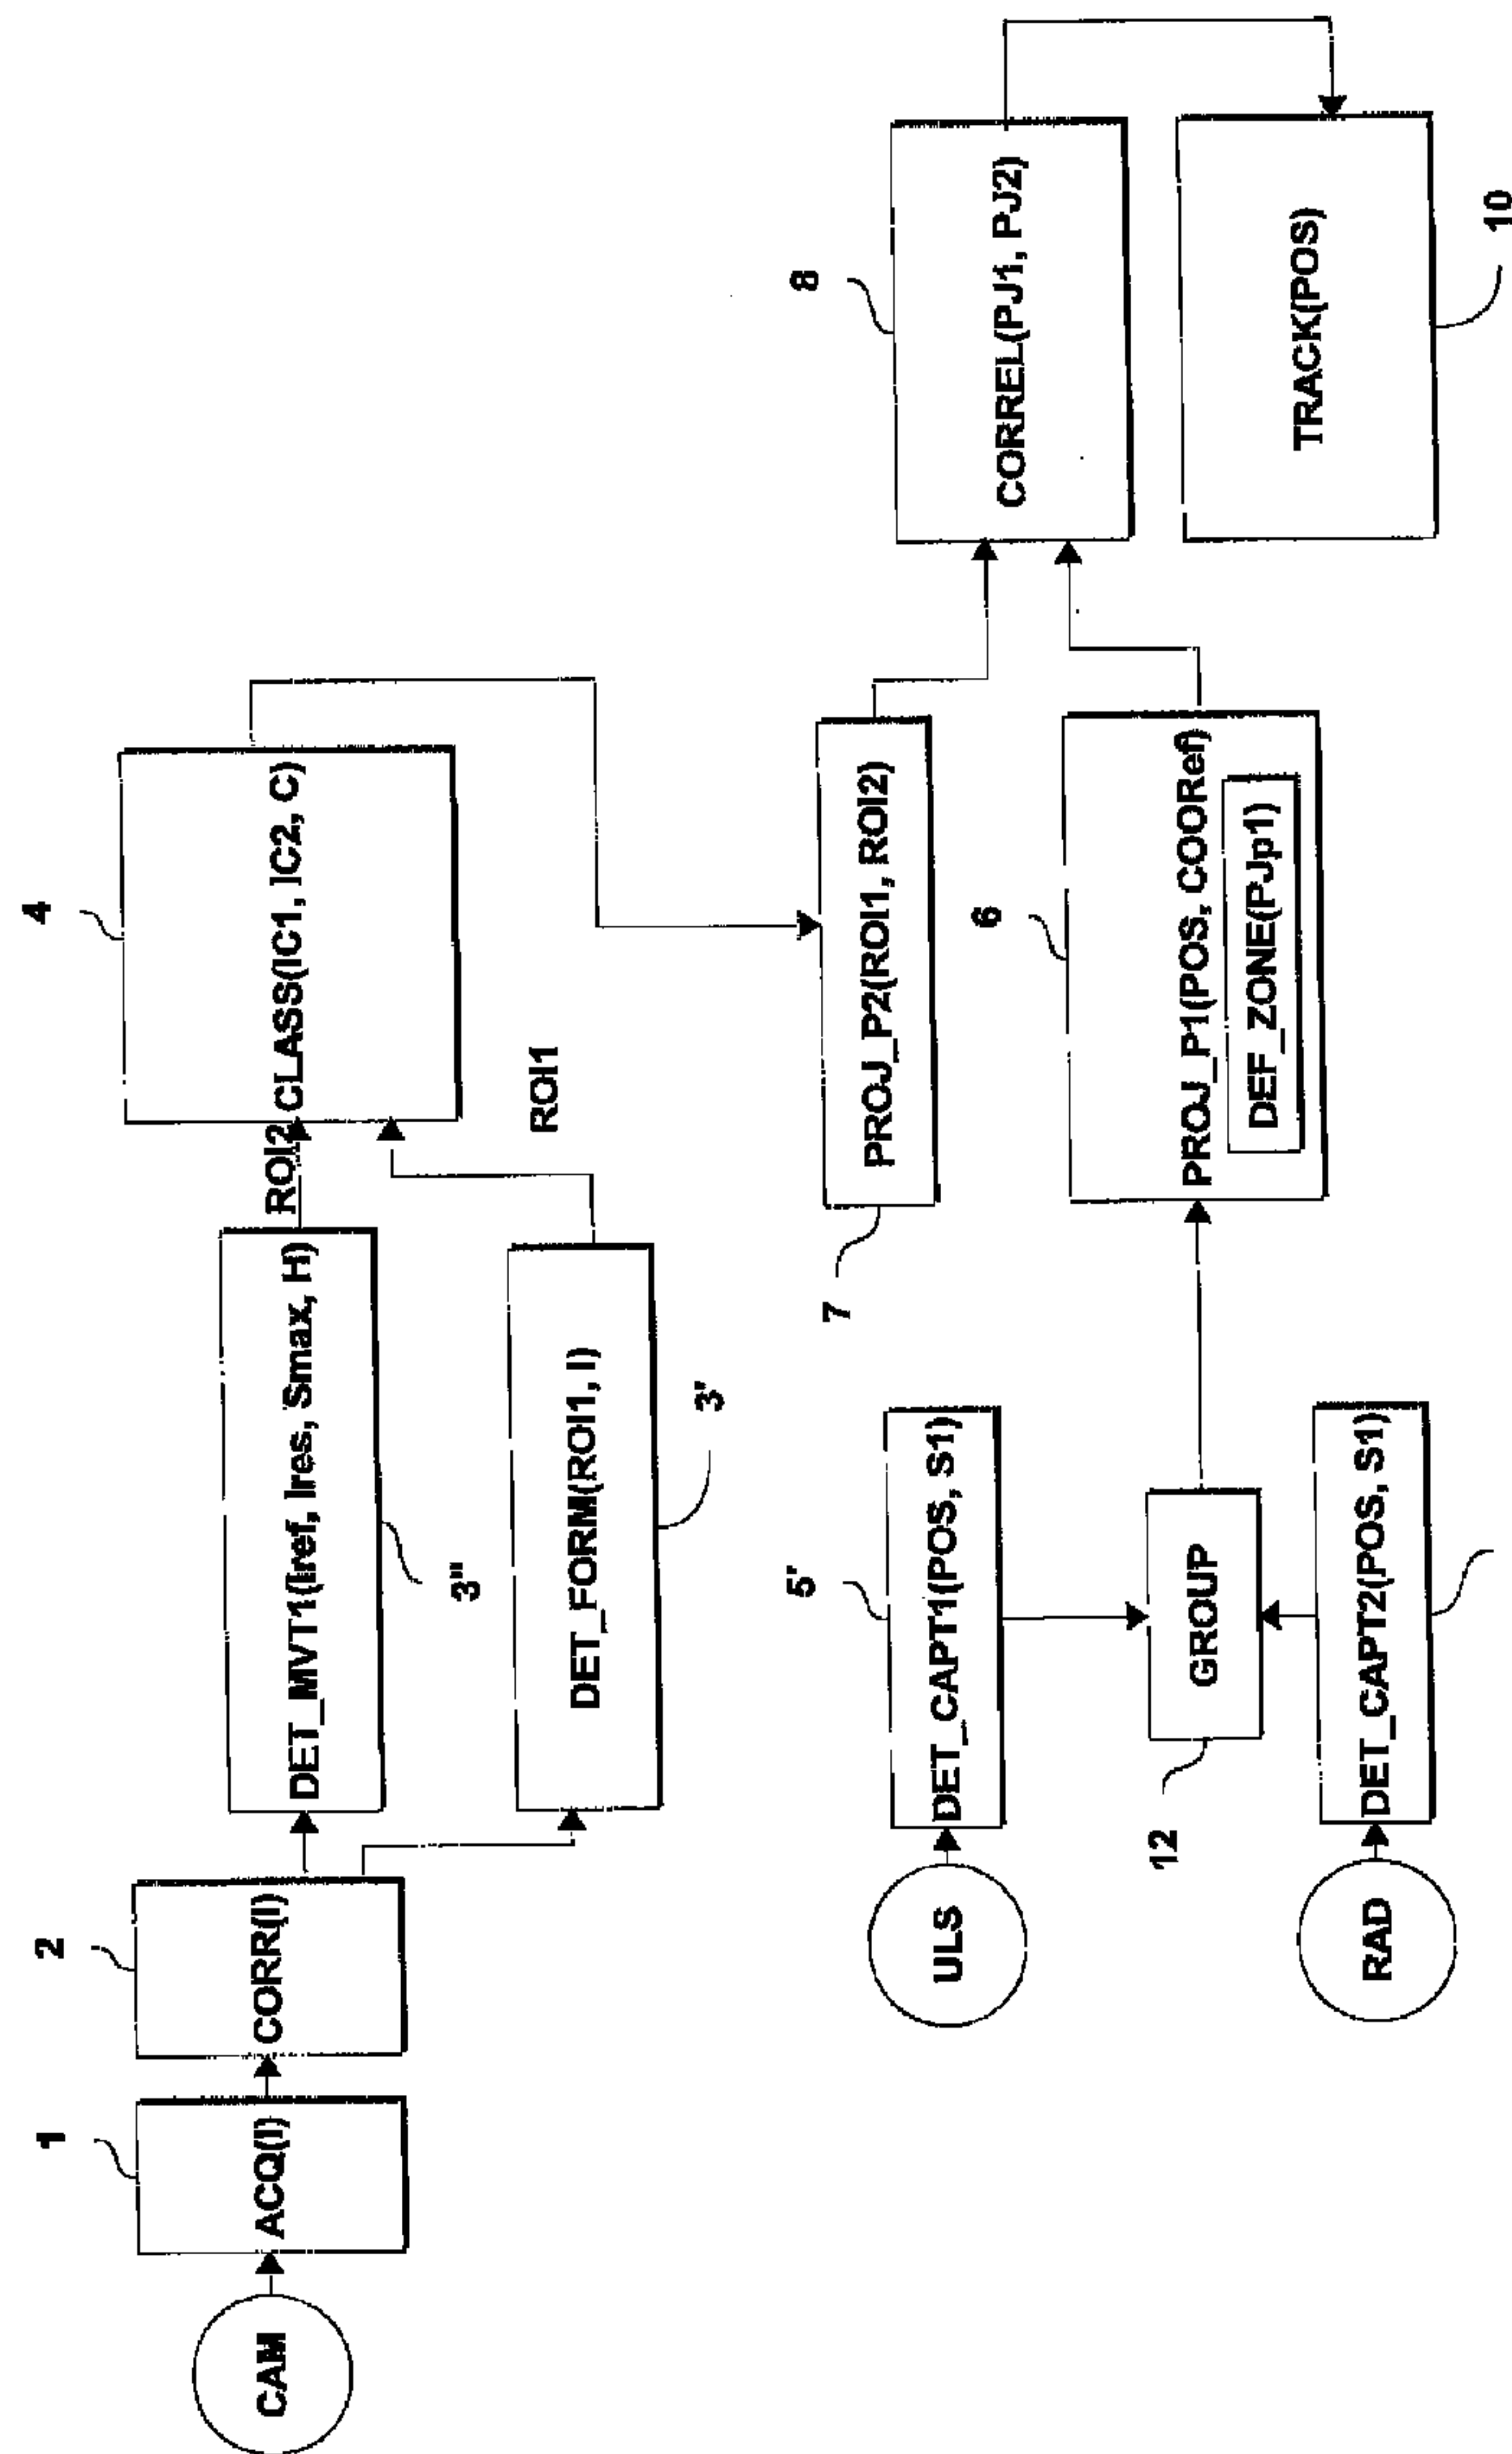 4
1
2
ACQ(I)
CORR(I)
CAM
DET_MVT1(Iref, Ires, Smax, H)
ROI2
CLASS(IC1, IC2, C)
3"
DET_FORM(ROI1, I)
ROI1
3'
7
PROJ_P2(ROI1, ROI2)
8
CORREL(PJ1, PJ2)
5'
ULS
DET_CAPT1(POS, S1)
6
PROJ_P1(POS, COORef)
DEF_ZONE(PJp1)
12
GROUP
TRACK(POS)
10
RAD
DET_CAPT2(POS, S1)